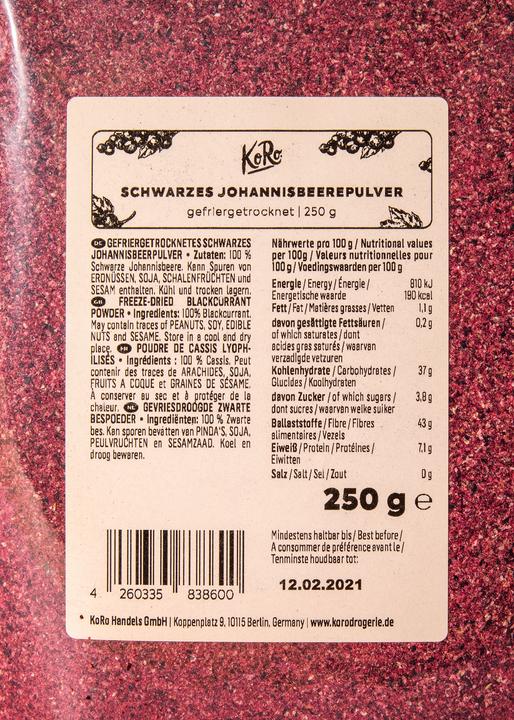 KoRo
SCHWARZES JOHANNISBEEREPULVER
gefriergetrocknet | 250 g
DE GEFRIERGETROCKNETES SCHWARZES
JOHANNISBEERPULVER • Zutaten: 100 %
Schwarze Johannisbeere. Kann Spuren von
ERDNÜSSEN, SOJA, SCHALENFRÜCHTEN und
SESAM enthalten. Kühl und trocken lagern.
GB FREEZE-DRIED BLACKCURRANT
POWDER • Ingredients: 100% Blackcurrant.
May contain traces of PEANUTS, SOY, EDIBLE
NUTS and SESAME. Store in a cool and dry
place. FR POUDRE DE CASSIS LYOPH-
ILISÉS • Ingrédients : 100 % Cassis. Peut
contenir des traces de ARACHIDES, SOJA,
FRUITS A COQUE et GRAINES DE SÉSAME.
À conserver au sec et à protéger de la
chaleur. NL GEVRIESDROOGDE ZWARTE
BESPOEDER • Ingrediënten: 100 % Zwarte
bes. Kan sporen bevatten van PINDA'S, SOJA,
PEULVRUCHTEN en SESAMZAAD. Koel en
droog bewaren.
Nährwerte pro 100 g / Nutritional values
per 100g / Valeurs nutritionnelles pour
100 g / Voedingswaarden per 100 g
Energie / Energy / Énergie / 810 kJ
Energetische waarde 190 kcal
Fett / Fat / Matières grasses / Vetten 1,1 g
davon gesättigte Fettsäuren / 0,2 g
of which saturates / dont
acides gras saturés / waarvan
verzadigde vetzuren
Kohlenhydrate / Carbohydrates / 37 g
Glucides / Koolhydraten
davon Zucker / of which sugars / 3,8 g
dont sucres / waarvan welke suiker
Ballaststoffe / Fibre / Fibres 43 g
alimentaires / Vezels
Eiweiß / Protein / Protéines / 7,1 g
Eiwitten
Salz / Salt / Sel / Zout 0 g
250 g e
Mindestens haltbar bis / Best before /
A consommer de préférence avant le /
Tenminste houdbaar tot:
12.02.2021
4 260335 838600
KoRo Handels GmbH | Koppenplatz 9, 10115 Berlin, Germany | www.korodrogerie.de